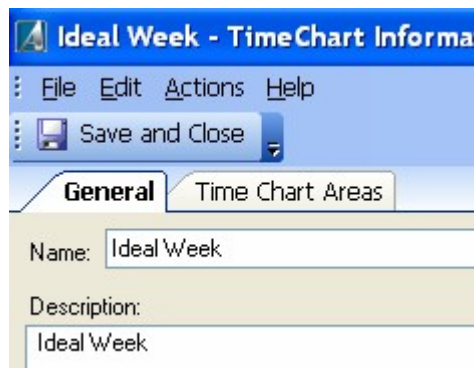 Ideal Week - TimeChart Informa
File Edit Actions Help
Save and Close
General Time Chart Areas
Name: Ideal Week
Description:
Ideal Week